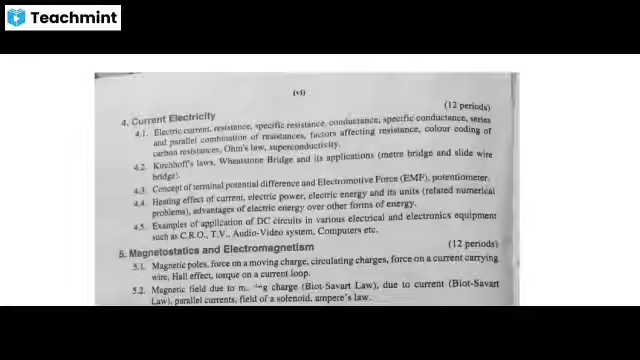 Teachmint
(vi)
(12 periods)
4. Current Electricity
4.1. Electric current, resistance, specific resistance, conductance, specific conductance, series
and parallel combination of resistances, factors affecting resistance, colour coding of
carbon resistances, Ohm's law, superconductivity.
4.2. Kirchhoff's laws, Wheatstone Bridge and its applications (metre bridge and slide wire
bridge).
4.3. Concept of terminal potential difference and Electromotive Force (EMF), potentiometer.
4.4. Heating effect of current, electric power, electric energy and its units (related numerical
problems), advantages of electric energy over other forms of energy.
4.5. Examples of application of DC circuits in various electrical and electronics equipment
such as C.R.O., T.V., Audio-Video system, Computers etc.
5. Magnetostatics and Electromagnetism (12 periods)
5.1. Magnetic poles, force on a moving charge, circulating charges, force on a current carrying
wire, Hall effect, torque on a current loop.
5.2. Magnetic field due to charge (Biot-Savart Law), due to current (Biot-Savart
Law), parallel currents, field of a solenoid, ampere's law.